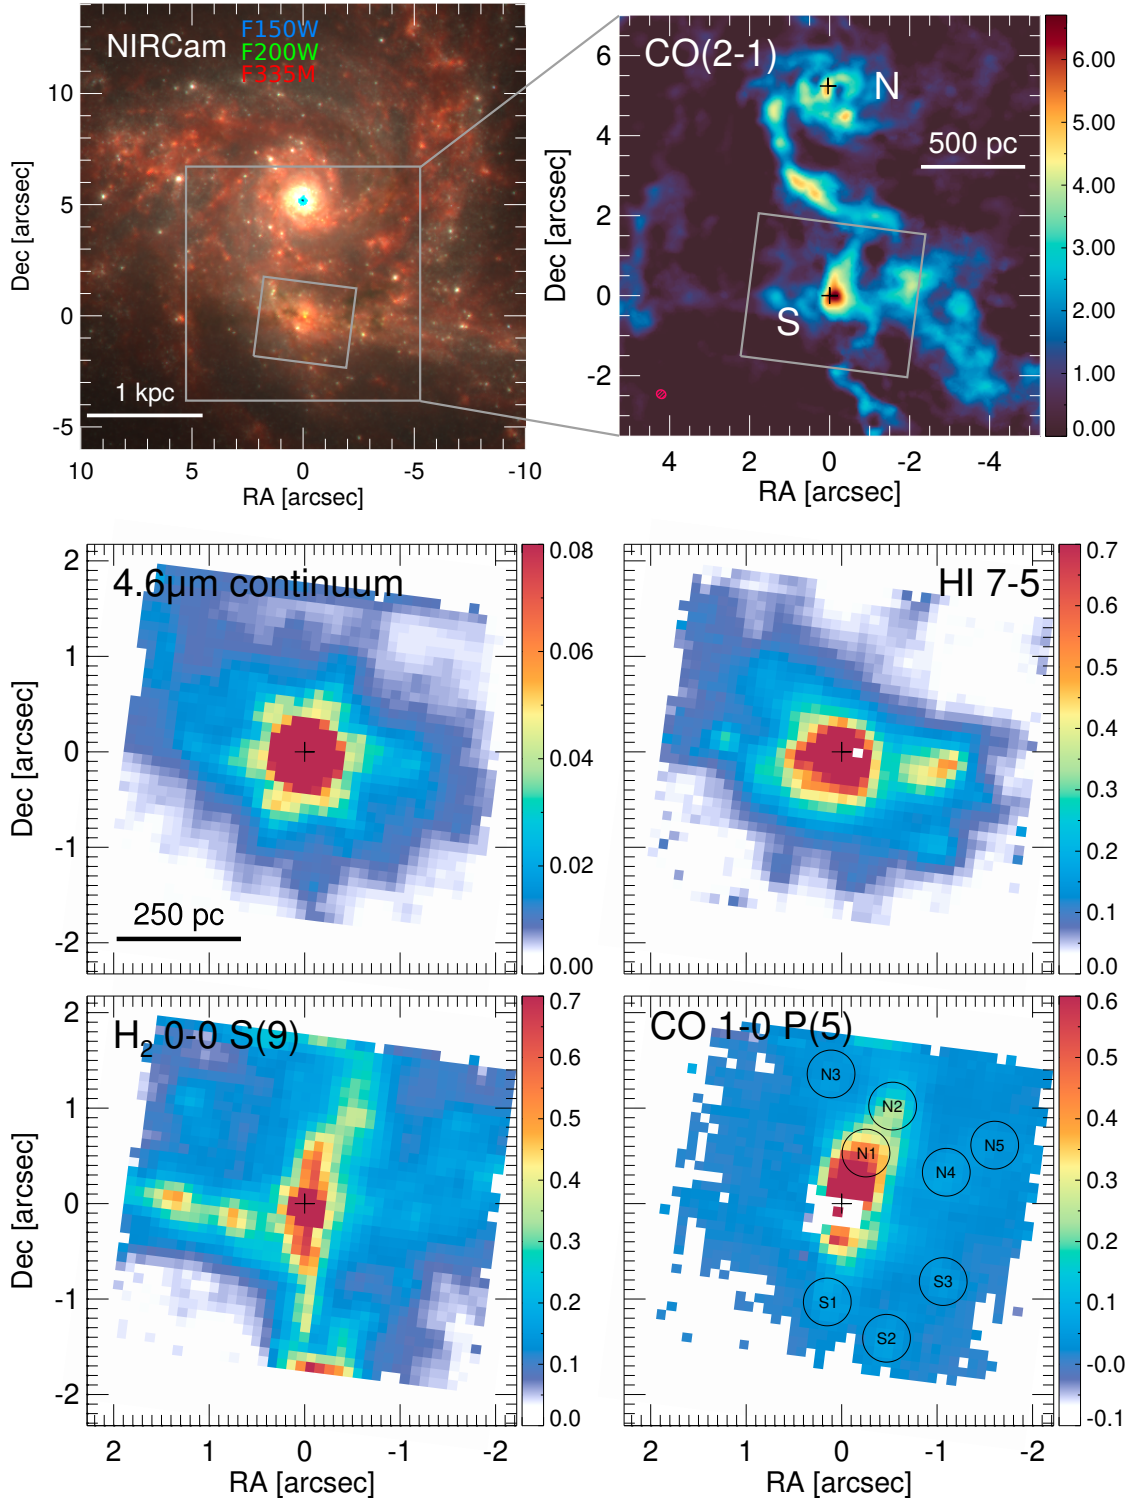 NIRCam
F150W
F200W
F335M
1 kpc
10
5
0
-5
Dec [arcsec]
10 5 0 -5 -10
RA [arcsec]
CO(2-1)
N
500 pc
S
6
4
2
0
-2
Dec [arcsec]
4 2 0 -2 -4
RA [arcsec]
6.00
5.00
4.00
3.00
2.00
1.00
0.00
4.6μm continuum
250 pc
2
1
0
-1
-2
Dec [arcsec]
0.08
0.06
0.04
0.02
0.00
HI 7-5
0.7
0.6
0.5
0.4
0.3
0.2
0.1
0.0
H2 0-0 S(9)
2
1
0
-1
-2
Dec [arcsec]
2 1 0 -1 -2
RA [arcsec]
0.7
0.6
0.5
0.4
0.3
0.2
0.1
0.0
CO 1-0 P(5)
N3
N2
N1
N5
N4
S3
S1
S2
2 1 0 -1 -2
RA [arcsec]
0.6
0.5
0.4
0.3
0.2
0.1
-0.0
-0.1